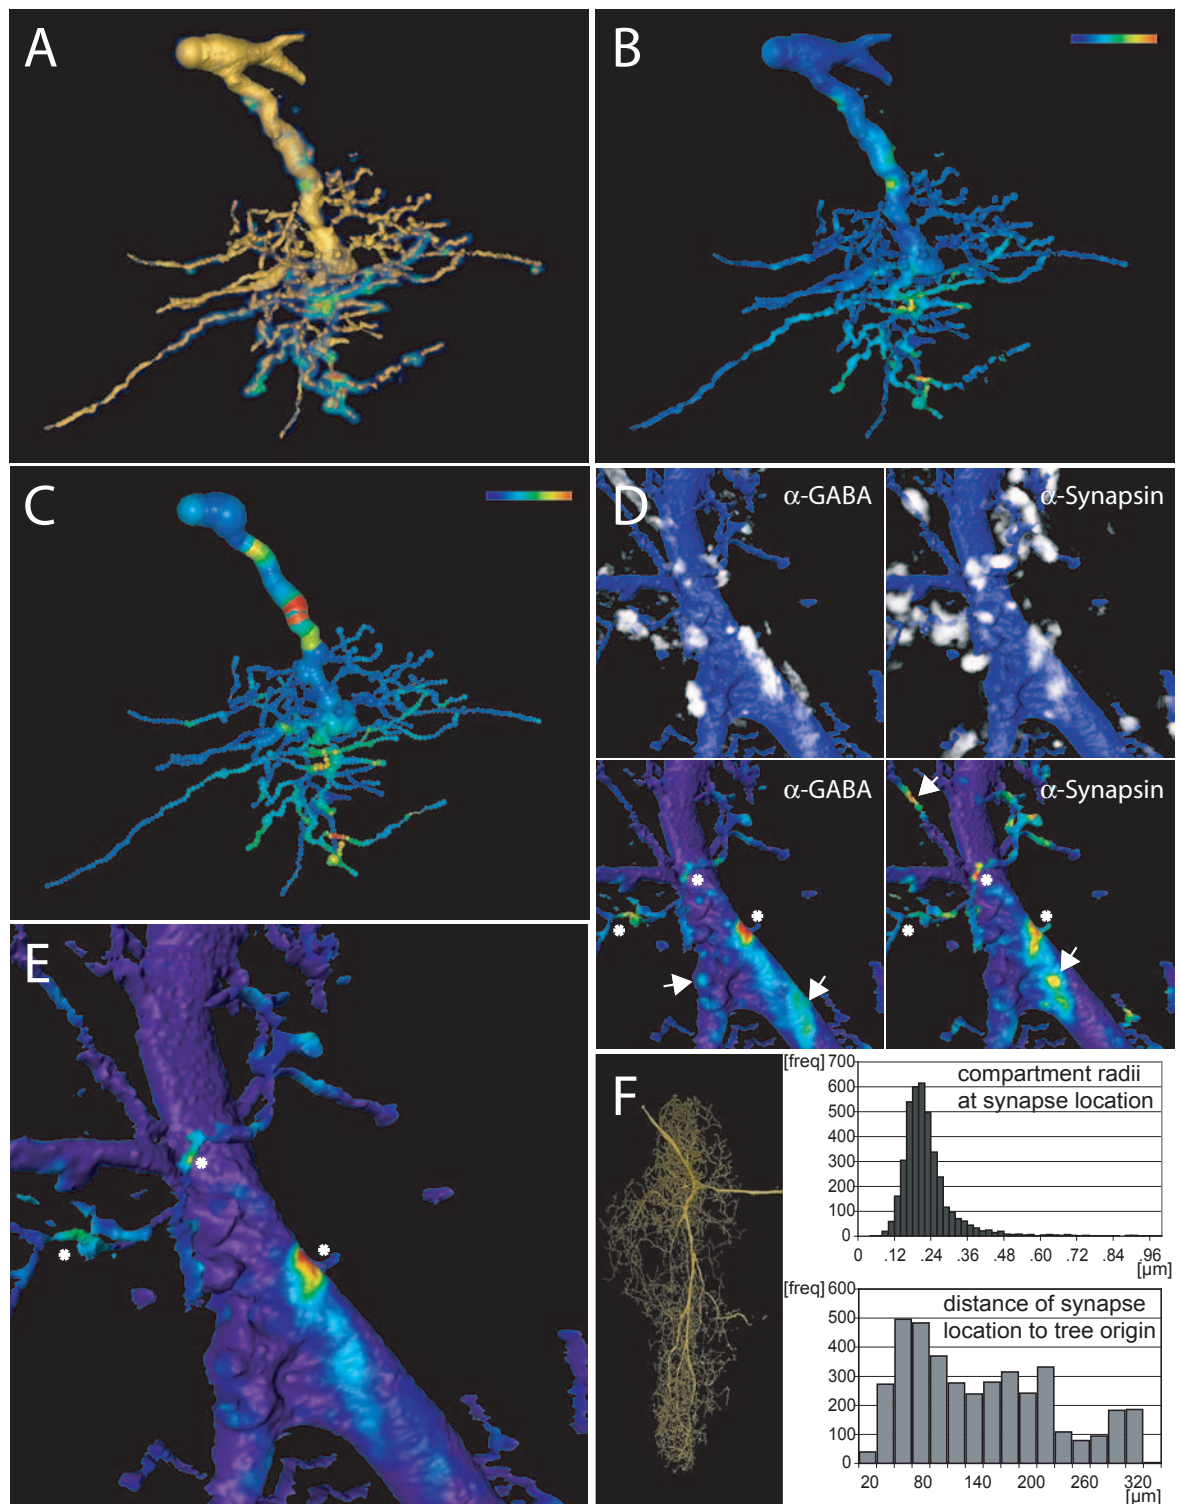 A
B
C
D
α-GABA
α-Synapsin
α-GABA
α-Synapsin
E
F
[freq]
700
600
500
400
300
200
100
0
compartment radii
at synapse location
0 .12 .24 .36 .48 .60 .72 .84 .96
[µm]
[freq]
600
500
400
300
200
100
0
distance of synapse
location to tree origin
20 80 140 200 260 320
[µm]